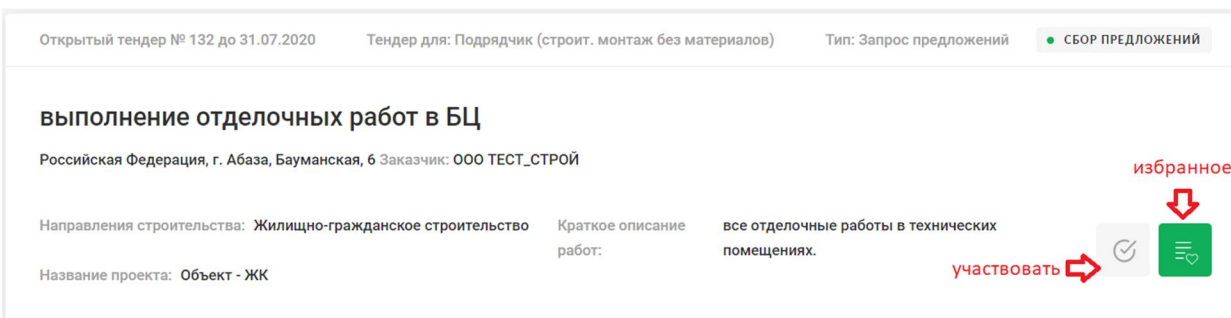 Открытый тендер № 132 до 31.07.2020 Тендер для: Подрядчик (строит. монтаж без материалов) Тип: Запрос предложений СБОР ПРЕДЛОЖЕНИЙ
выполнение отделочных работ в БЦ
Российская Федерация, г. Абаза, Бауманская, 6 Заказчик: ООО ТЕСТ_СТРОЙ
избранное
Направления строительства: Жилищно-гражданское строительство Краткое описание все отделочные работы в технических
работ: помещениях.
участвовать
Название проекта: Объект - ЖК